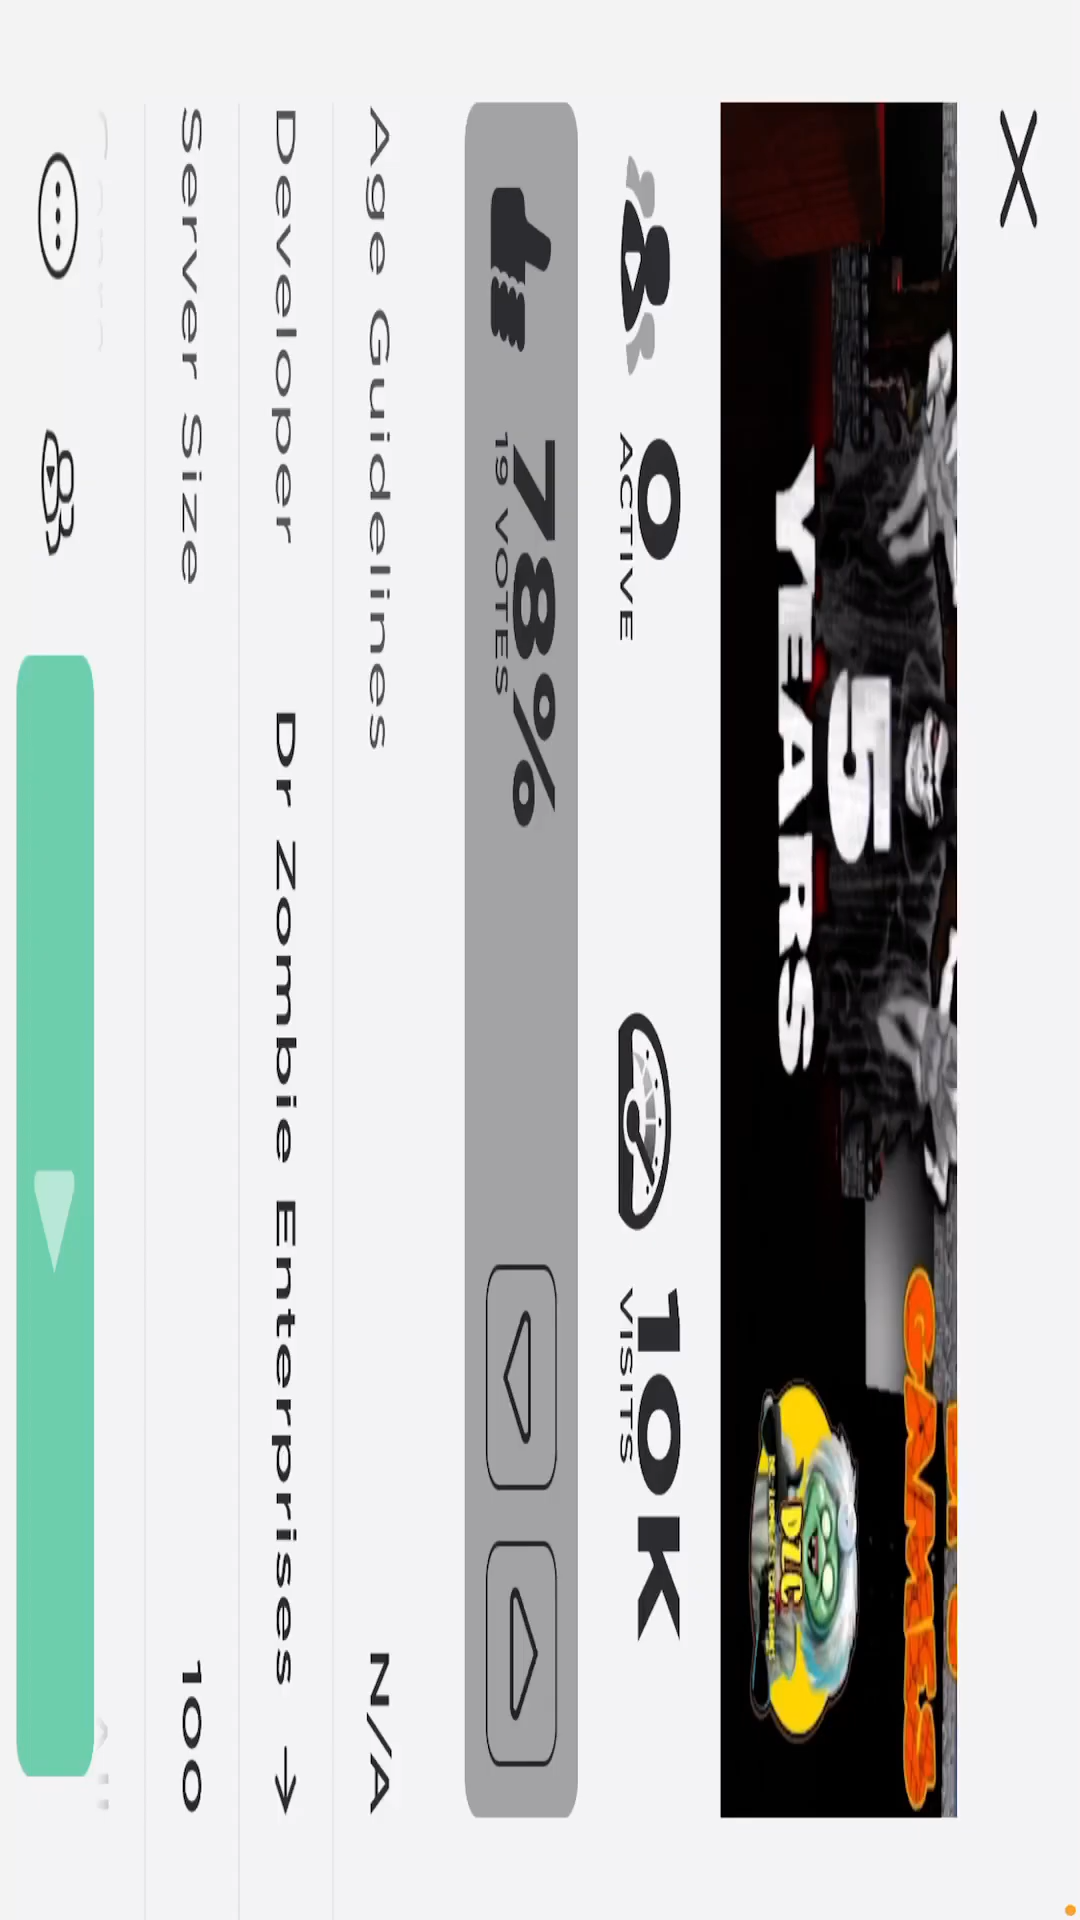 GAMES
5
YEARS
DZC
0
ACTIVE
10K
VISITS
78%
19 VOTES
Age Guidelines N/A
Developer Dr Zombie Enterprises →
Server Size 100